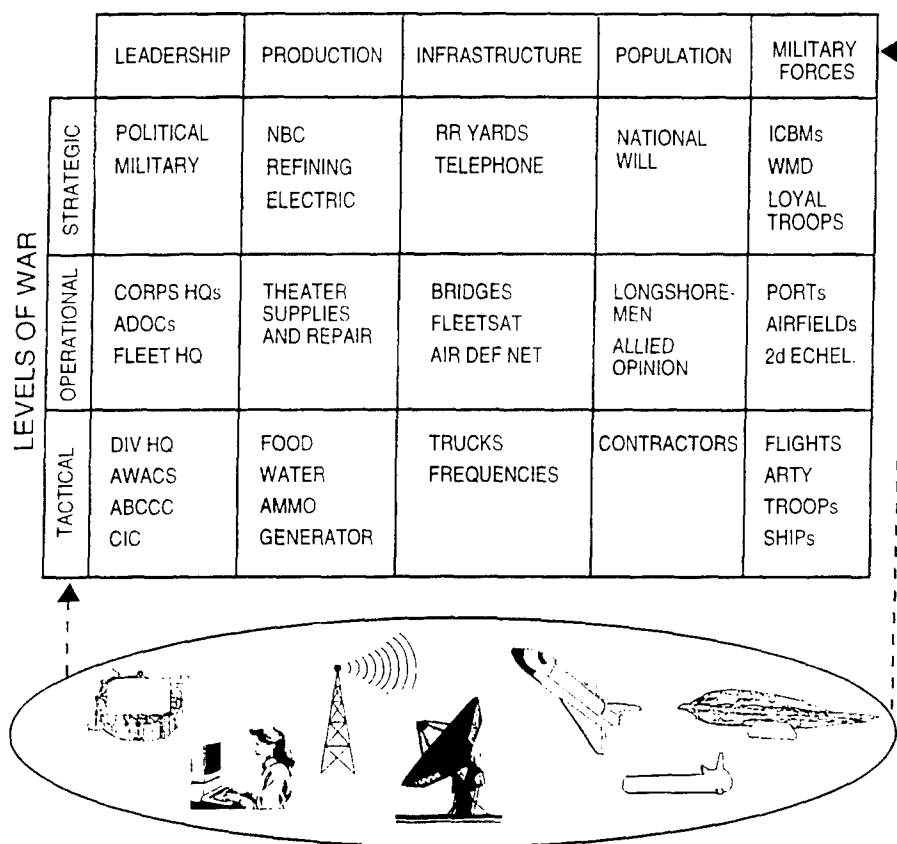 LEADERSHIP
PRODUCTION
INFRASTRUCTURE
POPULATION
MILITARY
FORCES
LEVELS OF WAR
STRATEGIC
POLITICAL
MILITARY
NBC
REFINING
ELECTRIC
RR YARDS
TELEPHONE
NATIONAL
WILL
ICBMs
WMD
LOYAL
TROOPS
OPERATIONAL
CORPS HQs
ADOCs
FLEET HQ
THEATER
SUPPLIES
AND REPAIR
BRIDGES
FLEETSAT
AIR DEF NET
LONGSHORE-
MEN
ALLIED
OPINION
PORTs
AIRFIELDs
2d ECHEL.
TACTICAL
DIV HQ
AWACS
ABCCC
CIC
FOOD
WATER
AMMO
GENERATOR
TRUCKS
FREQUENCIES
CONTRACTORS
FLIGHTS
ARTY
TROOPs
SHIPs